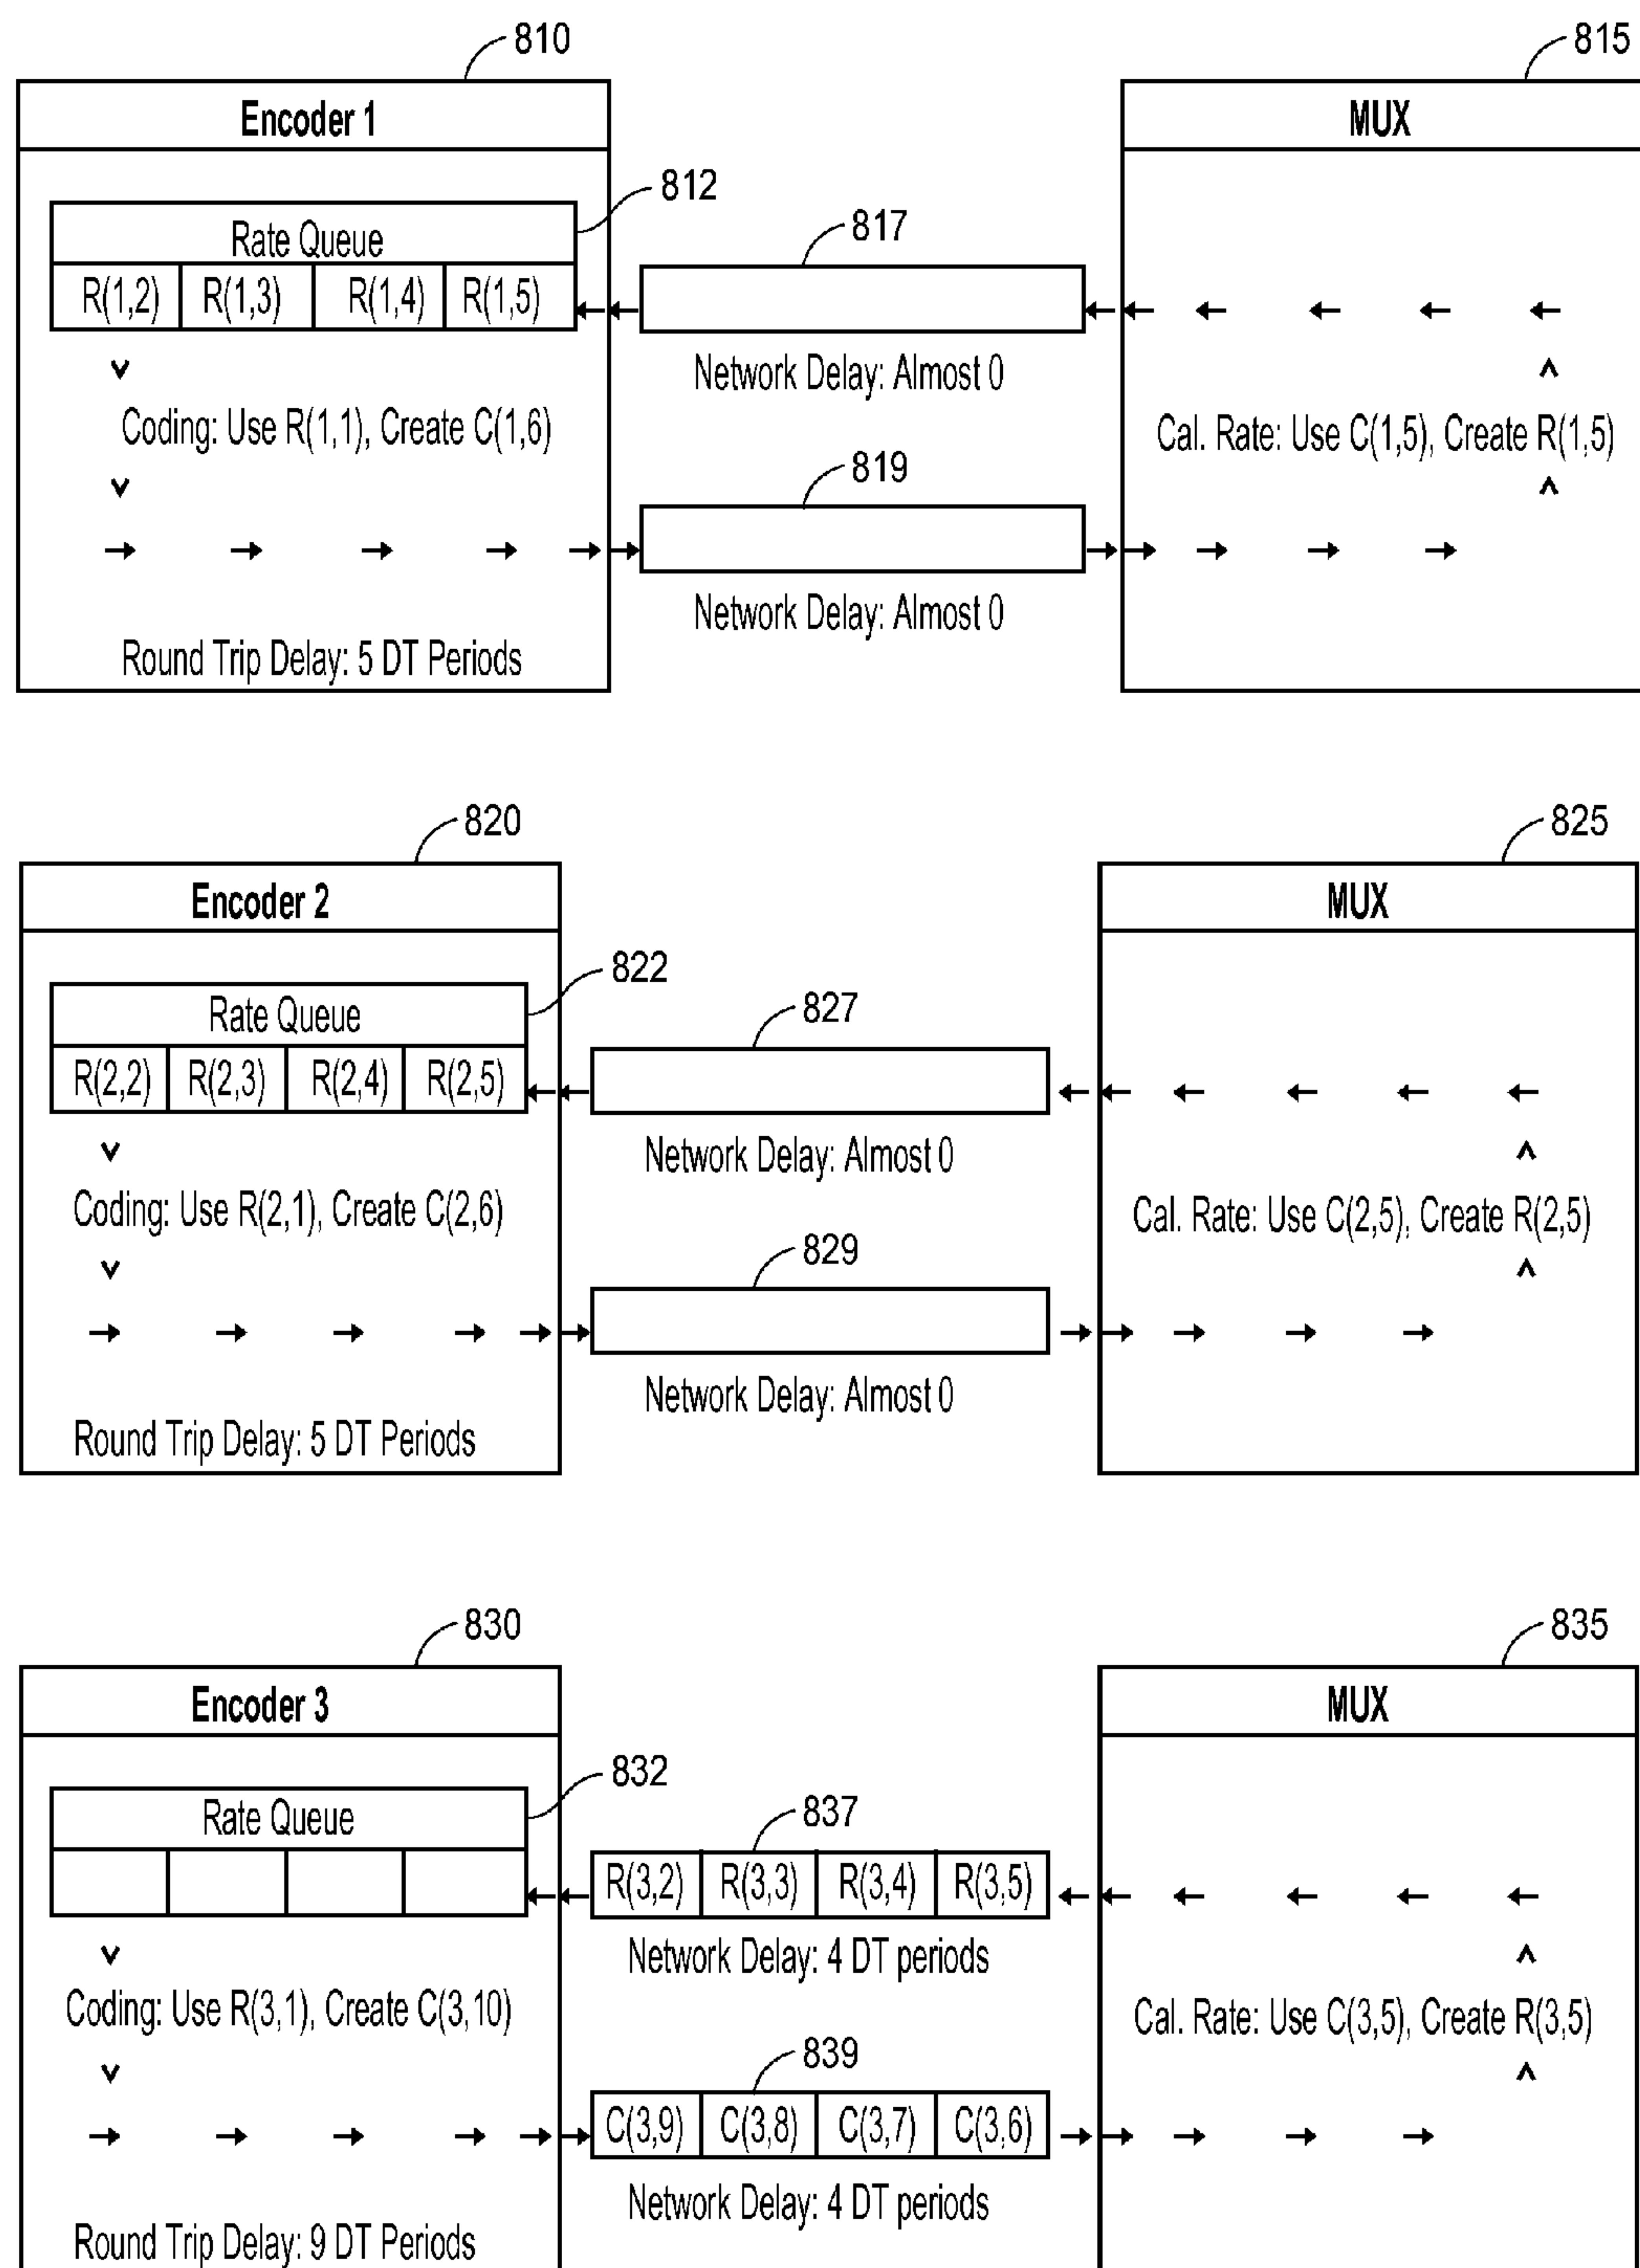 810
815
Encoder 1
MUX
812
Rate Queue
817
R(1,2) R(1,3) R(1,4) R(1,5)
Network Delay: Almost 0
Coding: Use R(1,1), Create C(1,6)
Cal. Rate: Use C(1,5), Create R(1,5)
819
Network Delay: Almost 0
Round Trip Delay: 5 DT Periods
820
825
Encoder 2
MUX
822
Rate Queue
827
R(2,2) R(2,3) R(2,4) R(2,5)
Network Delay: Almost 0
Coding: Use R(2,1), Create C(2,6)
Cal. Rate: Use C(2,5), Create R(2,5)
829
Network Delay: Almost 0
Round Trip Delay: 5 DT Periods
830
835
Encoder 3
MUX
832
Rate Queue
837
R(3,2) R(3,3) R(3,4) R(3,5)
Network Delay: 4 DT periods
Coding: Use R(3,1), Create C(3,10)
Cal. Rate: Use C(3,5), Create R(3,5)
839
C(3,9) C(3,8) C(3,7) C(3,6)
Network Delay: 4 DT periods
Round Trip Delay: 9 DT Periods